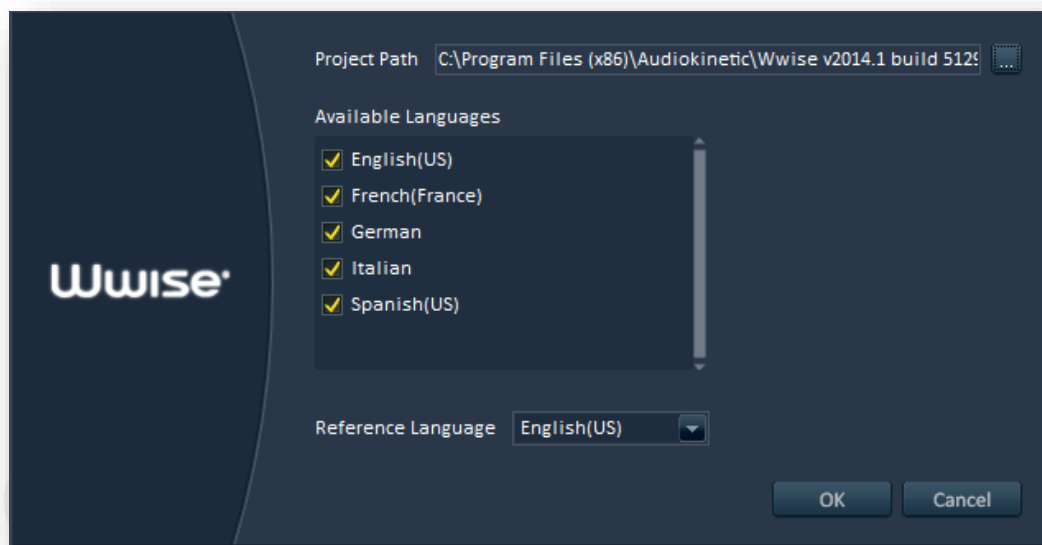 Project Path C:\Program Files (x86)\Audiokinetic\Wwise v2014.1 build 5129 ...
Available Languages
English(US)
French(France)
German
Italian
Spanish(US)
Wwise
Reference Language English(US)
OK Cancel